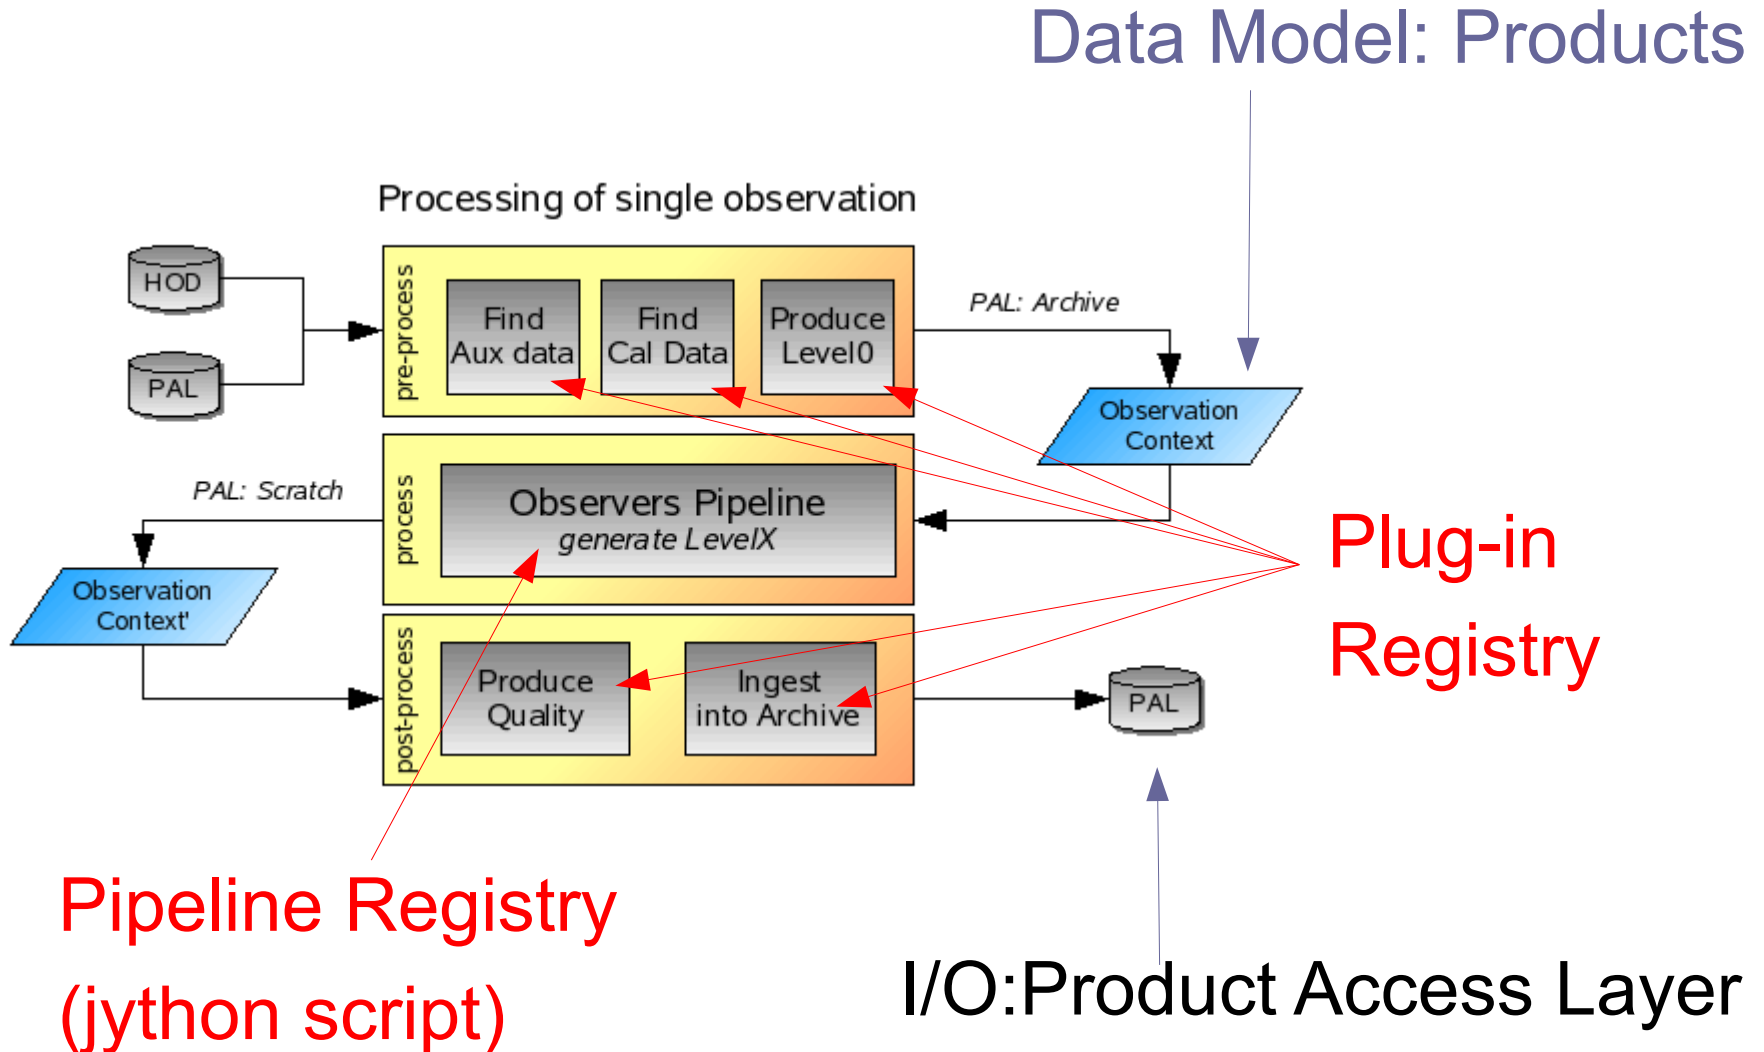 Data Model: Products
Processing of single observation
HOD
PAL
pre-process
Find
Aux data
Find
Cal Data
Produce
Level0
PAL: Archive
Observation
Context
PAL: Scratch
process
Observers Pipeline
generate LevelX
Plug-in
Registry
Observation
Context'
post-process
Produce
Quality
Ingest
into Archive
PAL
Pipeline Registry
(jython script)
I/O:Product Access Layer